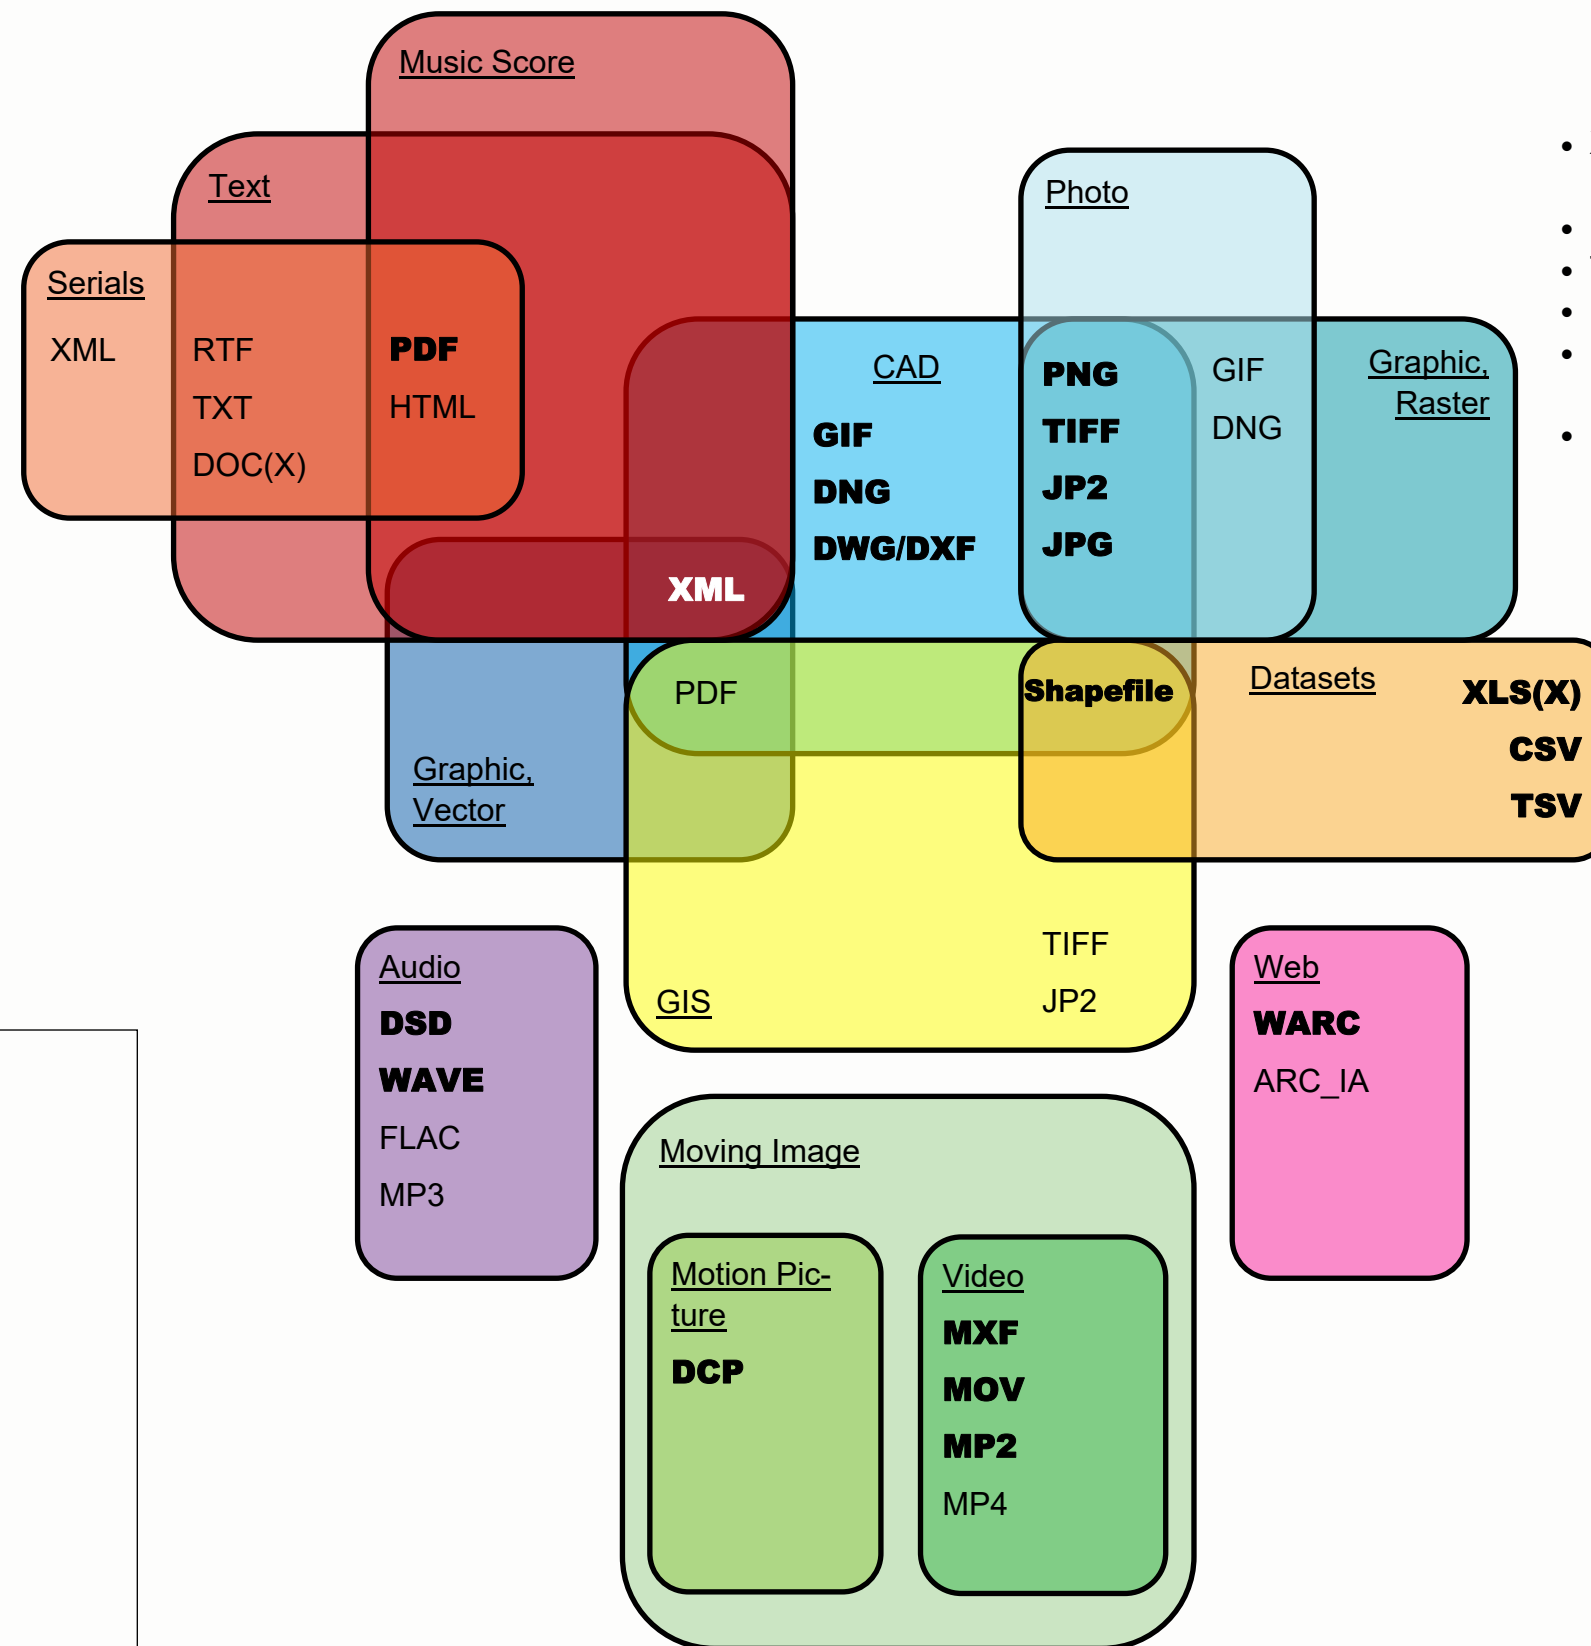 Music Score
Text
Photo
Serials
XML
RTF
TXT
DOC(X)
PDF
HTML
CAD
GIF
DNG
DWG/DXF
PNG
TIFF
JP2
JPG
GIF
DNG
Graphic,
Raster
XML
PDF
Shapefile
Datasets
XLS(X)
CSV
TSV
Graphic,
Vector
GIS
TIFF
JP2
Audio
DSD
WAVE
FLAC
MP3
Web
WARC
ARC_IA
Moving Image
Motion Pic-
ture
DCP
Video
MXF
MOV
MP2
MP4